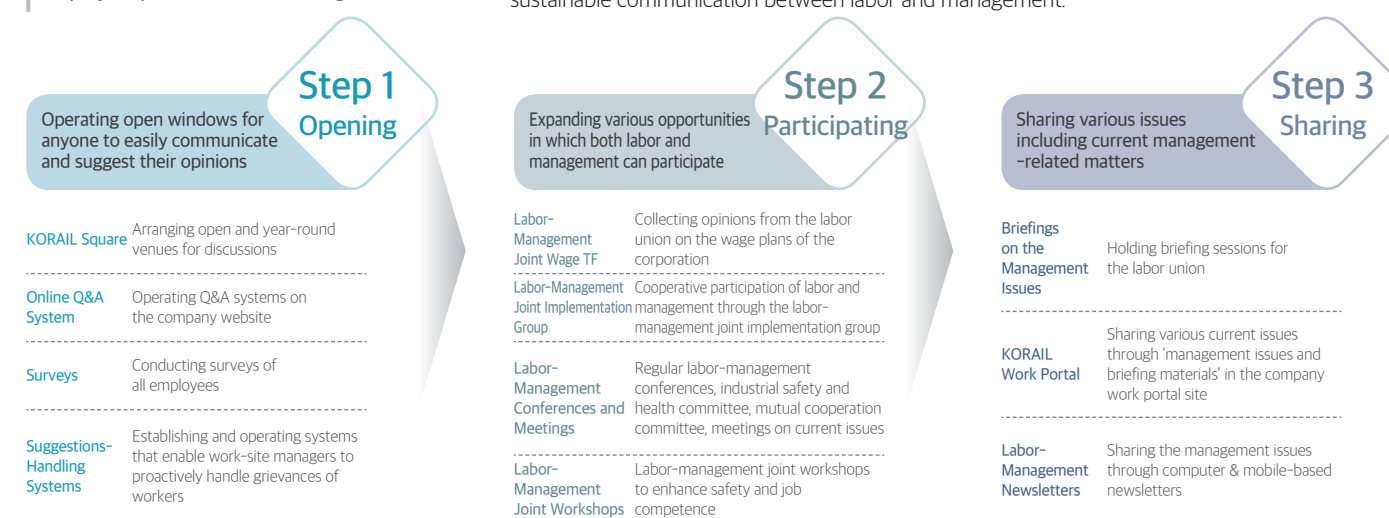 sustainable communication between labor and management.
Step 1
Opening
Operating open windows for
anyone to easily communicate
and suggest their opinions
KORAIL Square
Arranging open and year-round
venues for discussions
Online Q&A
System
Operating Q&A systems on
the company website
Surveys
Conducting surveys of
all employees
Suggestions-
Handling
Systems
Establishing and operating systems
that enable work-site managers to
proactively handle grievances of
workers
Step 2
Participating
Expanding various opportunities
in which both labor and
management can participate
Labor-
Management
Joint Wage TF
Collecting opinions from the labor
union on the wage plans of the
corporation
Labor-Management
Joint Implementation
Group
Cooperative participation of labor and
management through the labor-
management joint implementation group
Labor-
Management
Conferences and
Meetings
Regular labor-management
conferences, industrial safety and
health committee, mutual cooperation
committee, meetings on current issues
Labor-
Management
Joint Workshops
Labor-management joint workshops
to enhance safety and job
competence
Step 3
Sharing
Sharing various issues
including current management
-related matters
Briefings
on the
Management
Issues
Holding briefing sessions for
the labor union
KORAIL
Work Portal
Sharing various current issues
through ‘management issues and
briefing materials’ in the company
work portal site
Labor-
Management
Newsletters
Sharing the management issues
through computer & mobile-based
newsletters